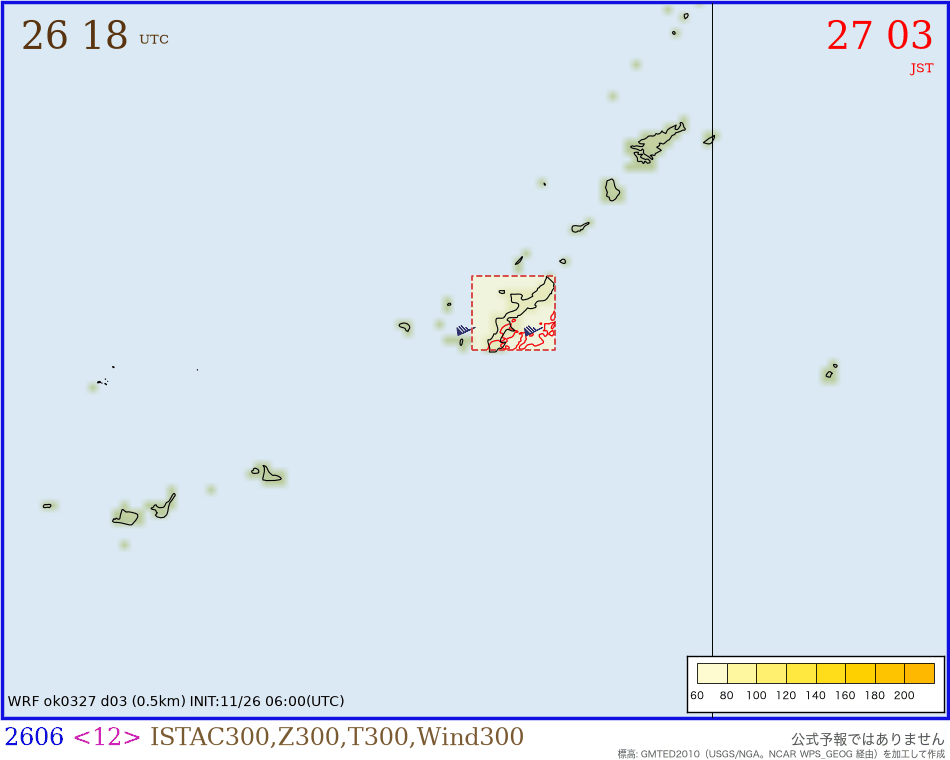 26 18 UTC
27 03
JST
WRF ok0327 d03 (0.5km) INIT:11/26 06:00(UTC)
60 80 100 120 140 160 180 200
2606 <12> ISTAC300,Z300,T300,Wind300
公式予報ではありません
標高: GMTED2010（USGS/NGA。NCAR WPS_GEOG 経由）を加工して作成